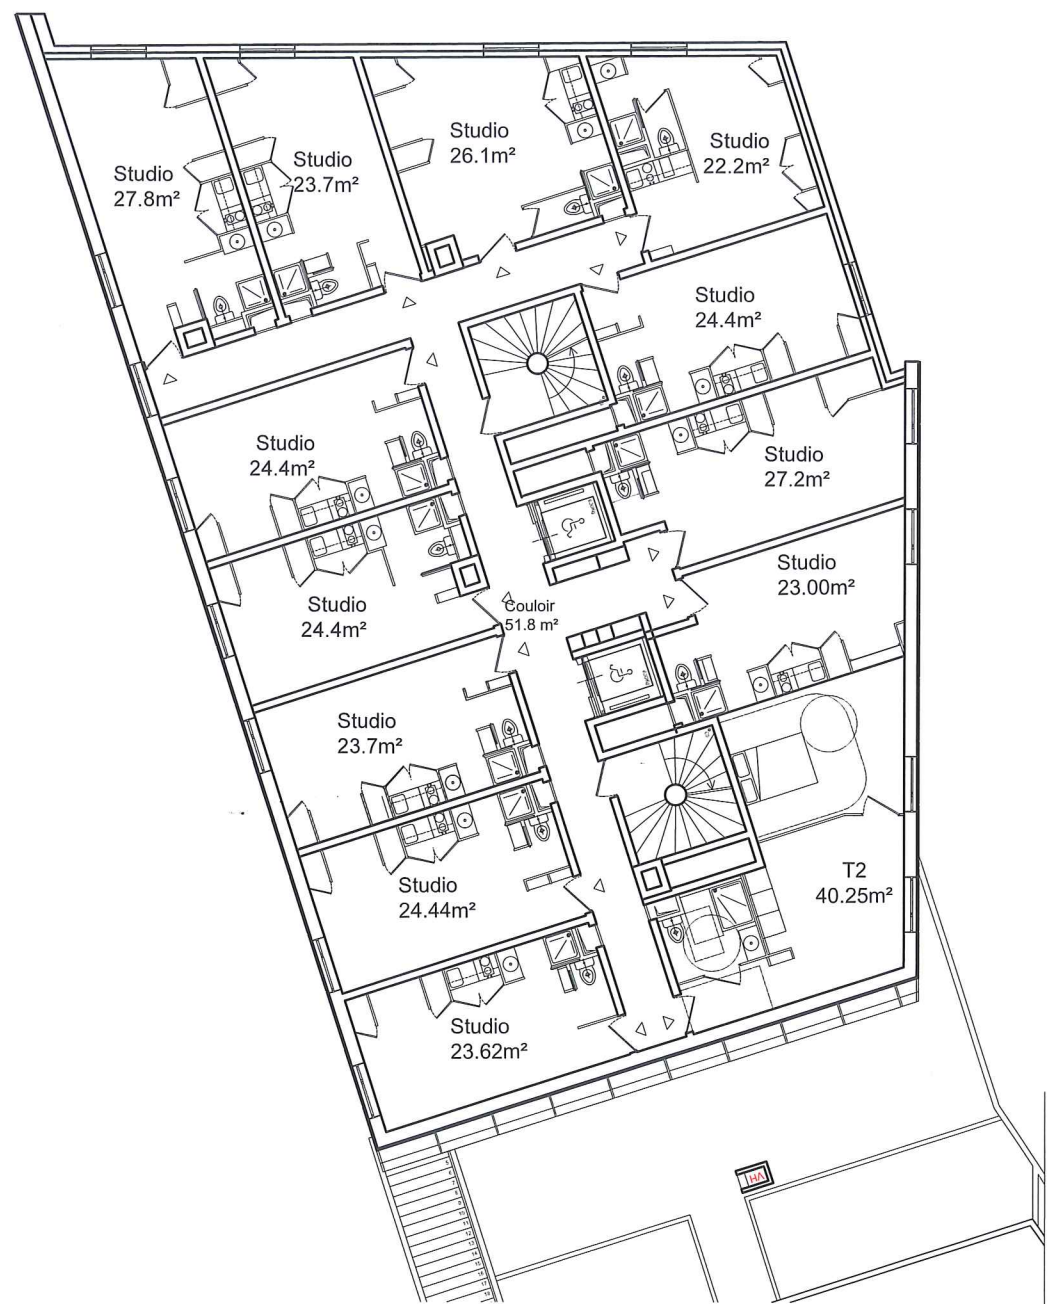 Studio
27.8m²
Studio
23.7m²
Studio
26.1m²
Studio
22.2m²
Studio
24.4m²
Studio
27.2m²
Studio
24.4m²
Studio
24.4m²
Studio
23.00m²
Couloir
51.8 m²
Studio
23.7m²
Studio
24.44m²
T2
40.25m²
Studio
23.62m²
VH